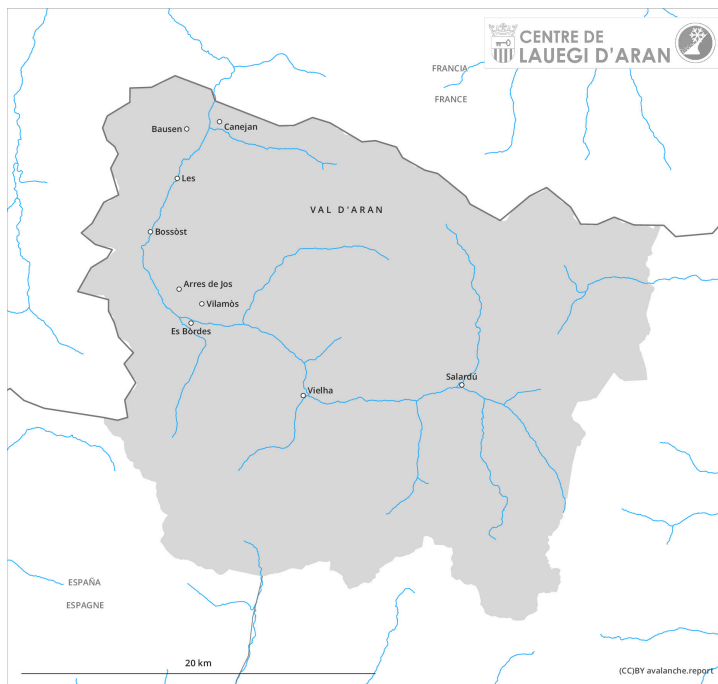 CENTRE DE
LAUEGI D'ARAN
FRANCIA
FRANCE
Bausen
Canejan
Les
VAL D'ARAN
Bossòst
Arres de Jos
Vilamòs
Es Bòrdes
Vielha
Salardú
ESPAÑA
ESPAGNE
20 km
(CC)BY avalanche.report